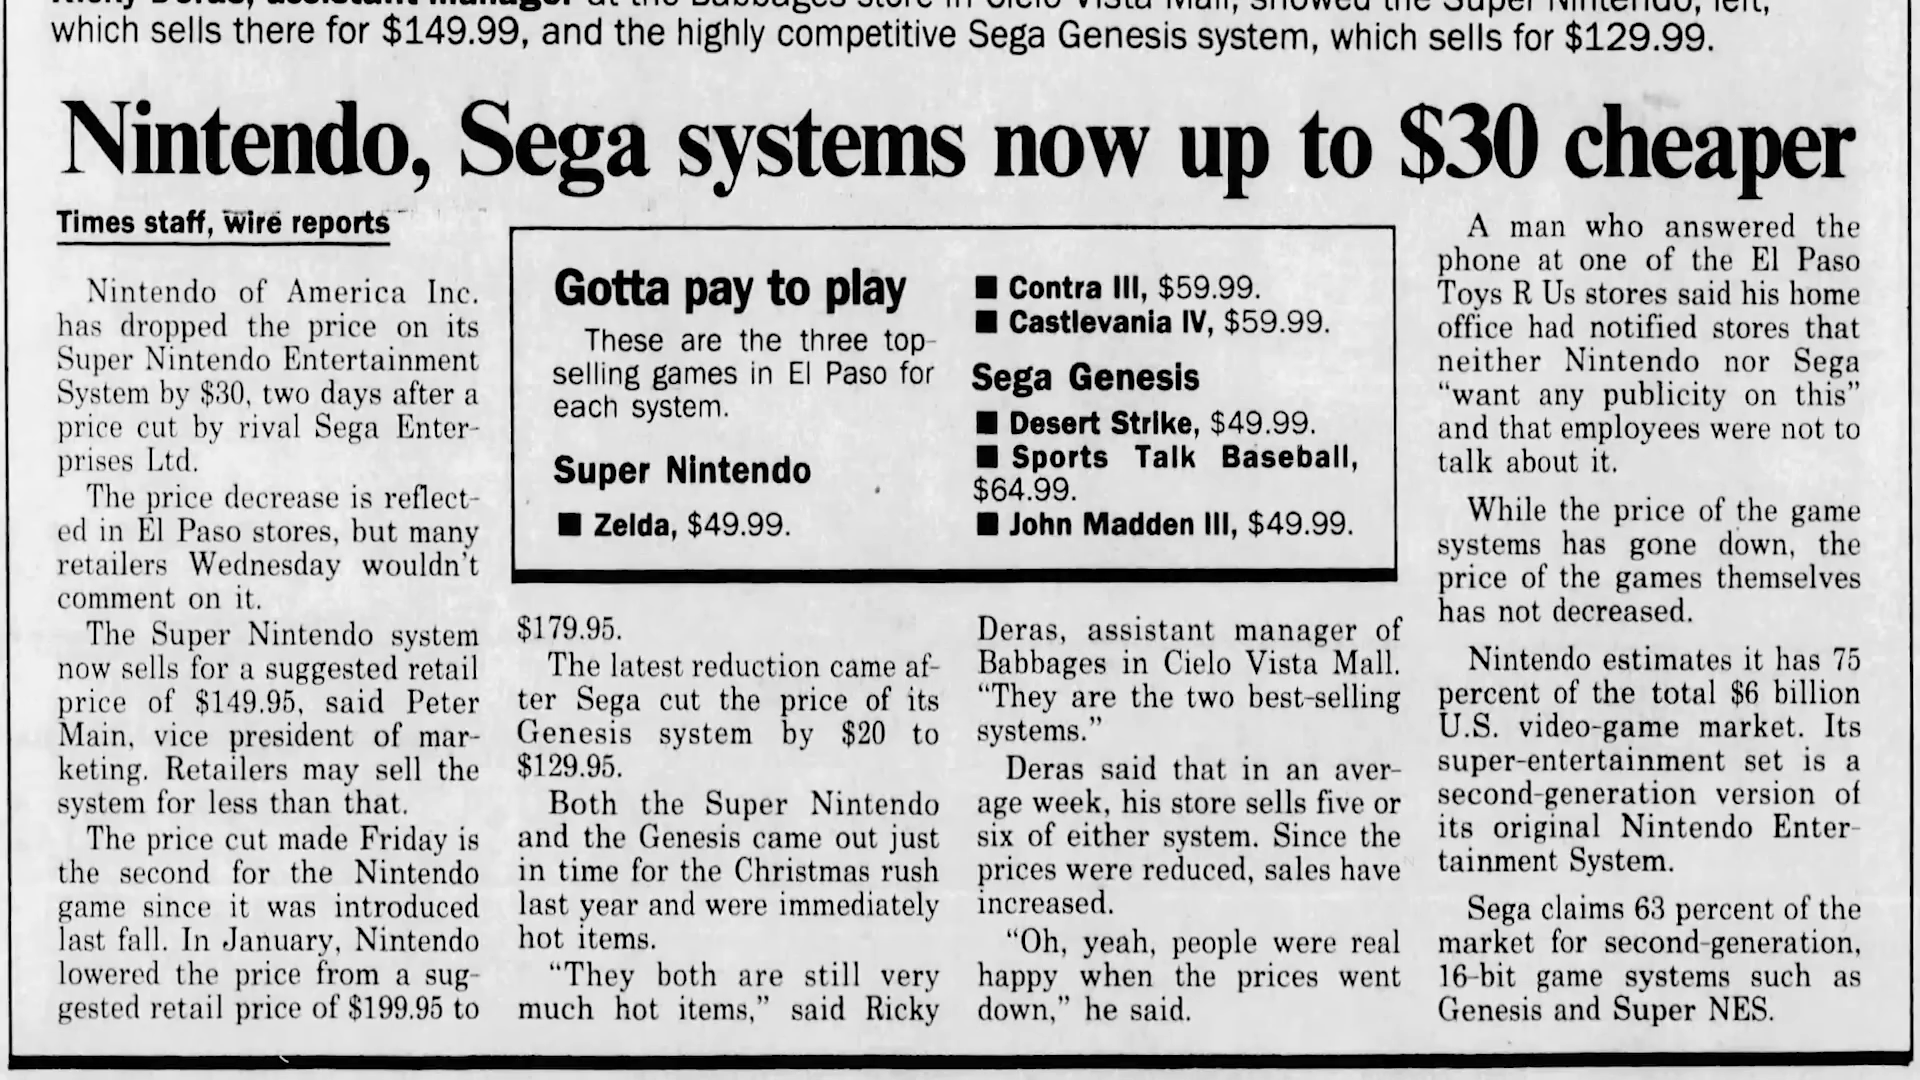 Ricky Deras, assistant manager at the Babbages store in Cielo Vista Mall, showed the Super Nintendo, left,
which sells there for $149.99, and the highly competitive Sega Genesis system, which sells for $129.99.
Nintendo, Sega systems now up to $30 cheaper
Times staff, wire reports
Nintendo of America Inc.
has dropped the price on its
Super Nintendo Entertainment
System by $30, two days after a
price cut by rival Sega Enter-
prises Ltd.
The price decrease is reflect-
ed in El Paso stores, but many
retailers Wednesday wouldn't
comment on it.
The Super Nintendo system
now sells for a suggested retail
price of $149.95, said Peter
Main, vice president of mar-
keting. Retailers may sell the
system for less than that.
The price cut made Friday is
the second for the Nintendo
game since it was introduced
last fall. In January, Nintendo
lowered the price from a sug-
gested retail price of $199.95 to
$179.95.
The latest reduction came af-
ter Sega cut the price of its
Genesis system by $20 to
$129.95.
Both the Super Nintendo
and the Genesis came out just
in time for the Christmas rush
last year and were immediately
hot items.
"They both are still very
much hot items," said Ricky
Deras, assistant manager of
Babbages in Cielo Vista Mall.
"They are the two best-selling
systems."
Deras said that in an aver-
age week, his store sells five or
six of either system. Since the
prices were reduced, sales have
increased.
"Oh, yeah, people were real
happy when the prices went
down," he said.
A man who answered the
phone at one of the El Paso
Toys R Us stores said his home
office had notified stores that
neither Nintendo nor Sega
"want any publicity on this"
and that employees were not to
talk about it.
While the price of the game
systems has gone down, the
price of the games themselves
has not decreased.
Nintendo estimates it has 75
percent of the total $6 billion
U.S. video-game market. Its
super-entertainment set is a
second-generation version of
its original Nintendo Enter-
tainment System.
Sega claims 63 percent of the
market for second-generation,
16-bit game systems such as
Genesis and Super NES.
Gotta pay to play
These are the three top-
selling games in El Paso for
each system.
Super Nintendo
■ Zelda, $49.99.
■ Contra III, $59.99.
■ Castlevania IV, $59.99.
Sega Genesis
■ Desert Strike, $49.99.
■ Sports Talk Baseball,
$64.99.
■ John Madden III, $49.99.